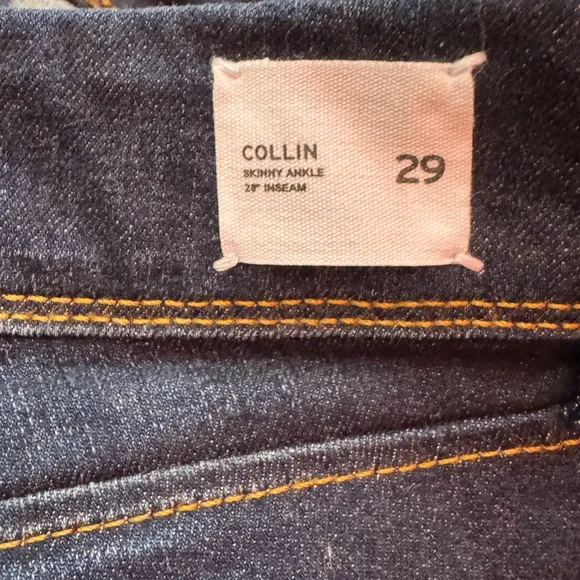 COLLIN
SKINNY ANKLE
28" INSEAM
29